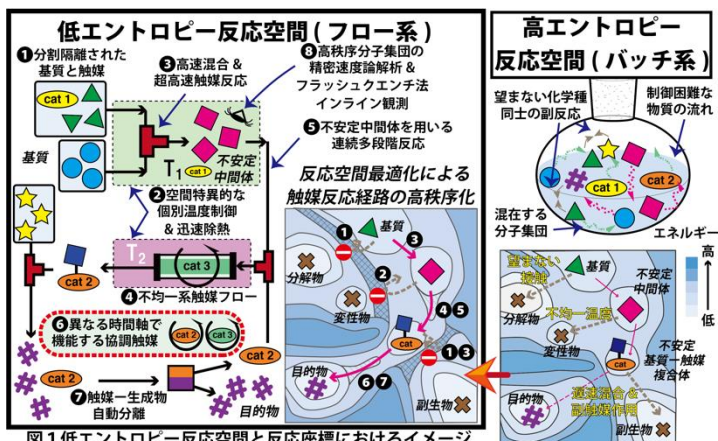 低エントロピー反応空間(フロー系)
❶分割隔離された
基質と触媒
cat 1
基質
❸高速混合&
超高速触媒反応
T1
cat 1
不安定
中間体
❽高秩序分子集団の
精密速度論解析&
フラッシュクエンチ法
インライン観測
❺不安定中間体を用いる
連続多段階反応
❷空間特異的な
個別温度制御
&迅速除熱
T2
cat 3
cat 2
❹不均一系触媒フロー
❻異なる時間軸で
機能する協調触媒
cat 2
cat 3
cat 2
cat 2
❼触媒ー生成物
自動分離
目的物
反応空間最適化による
触媒反応経路の高秩序化
❶
基質
❸
分解物
❷
変性物
❹❺
cat
❶❸
❻❼
目的物
副生物
図1低エントロピー反応空間と反応座標におけるイメージ
高エントロピー
反応空間(バッチ系)
望まない化学種
同士の副反応
制御困難な
物質の流れ
cat 1
cat 2
混在する
分子集団
エネルギー
高
低
望まない
接触
基質
不安定
中間体
分解物
不均一温度
変性物
cat
不安定
基質ー触媒
複合体
遅速混合&
副触媒作用
目的物
副生物